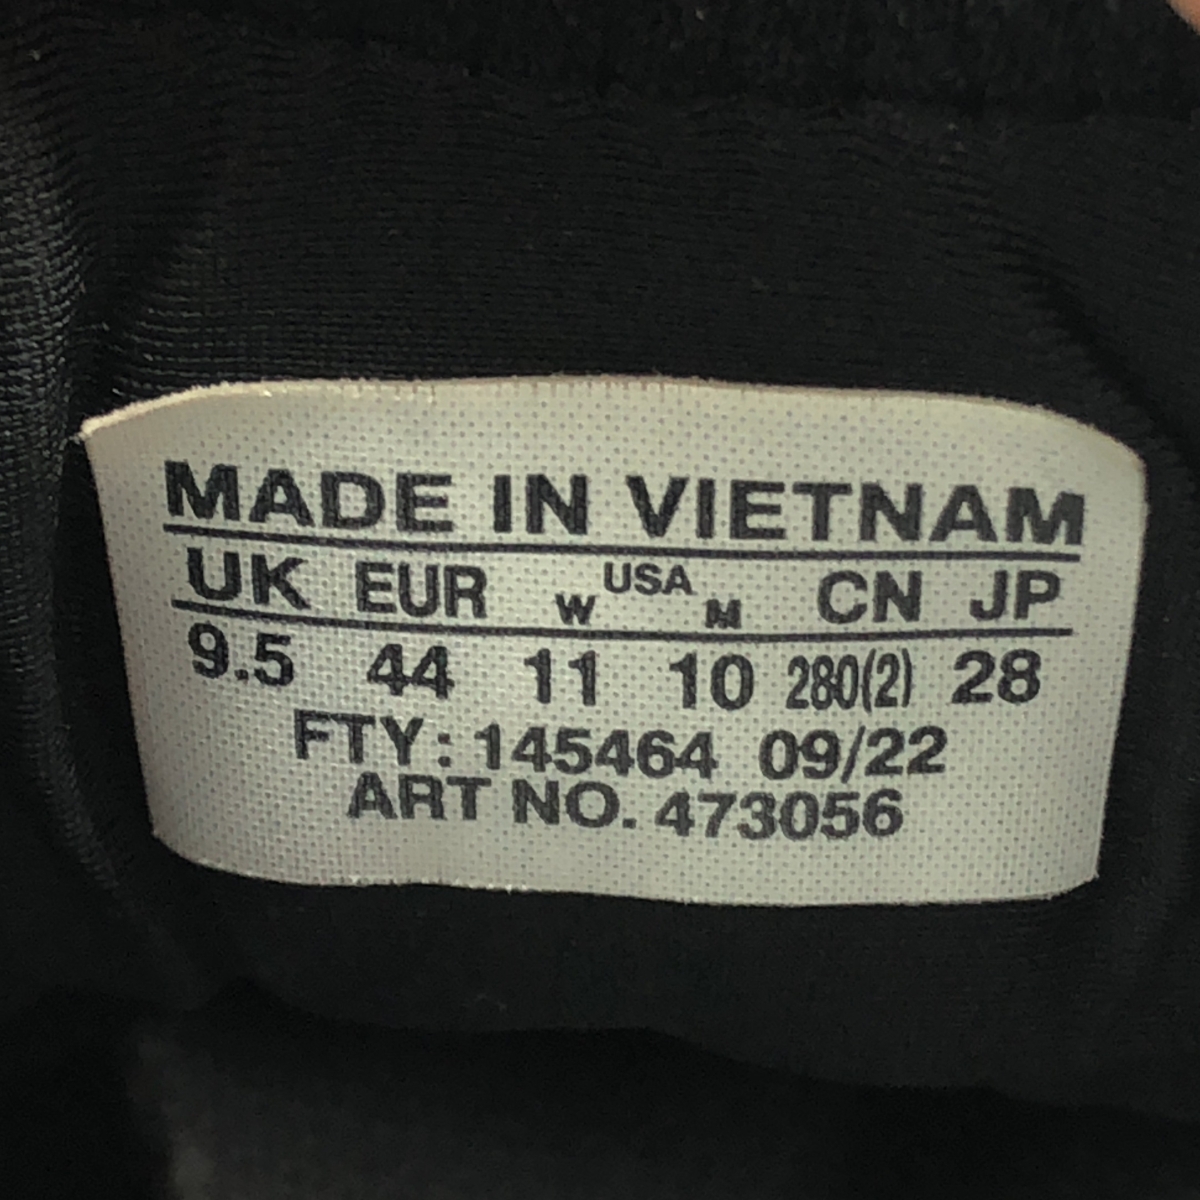 MADE IN VIETNAM
UK EUR W USA M CN JP
9.5 44 11 10 280(2) 28
FTY: 145464 09/22
ART NO. 473056